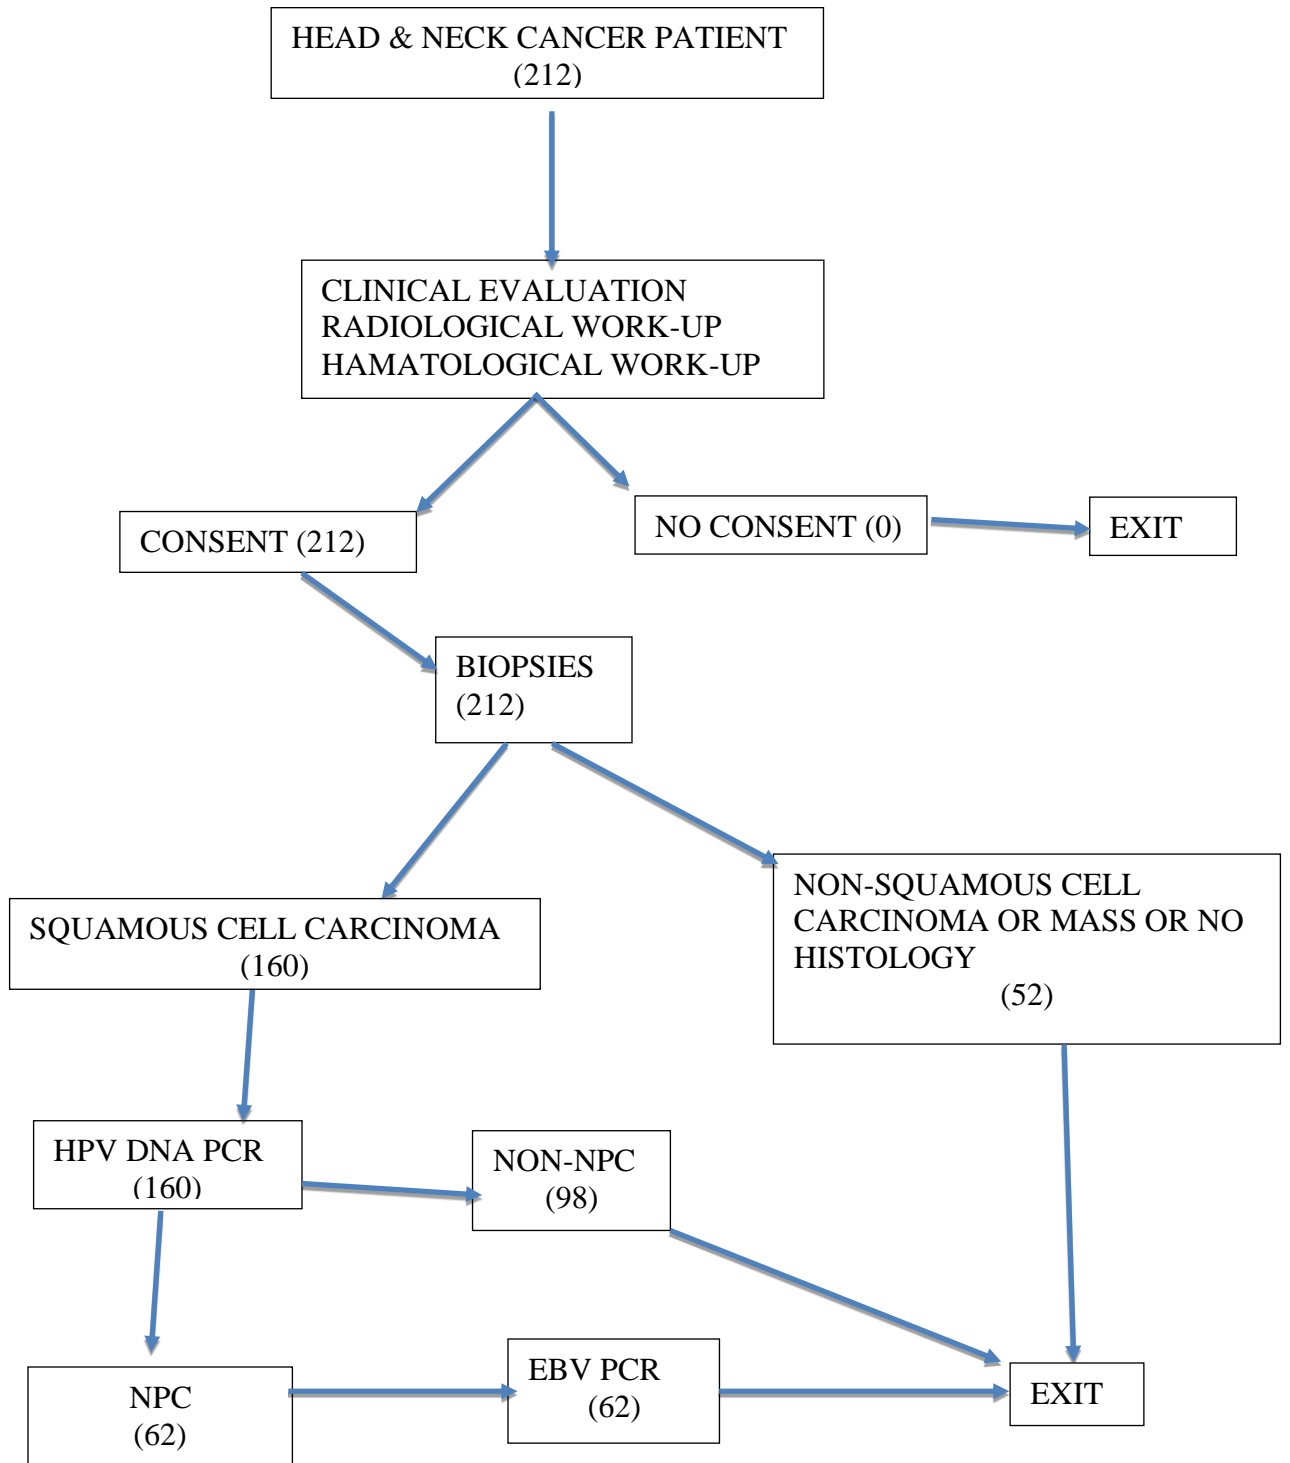 HEAD & NECK CANCER PATIENT
(212)
CLINICAL EVALUATION
RADIOLOGICAL WORK-UP
HAMATOLOGICAL WORK-UP
CONSENT (212)
NO CONSENT (0)
EXIT
BIOPSIES
(212)
SQUAMOUS CELL CARCINOMA
(160)
NON-SQUAMOUS CELL
CARCINOMA OR MASS OR NO
HISTOLOGY
(52)
HPV DNA PCR
(160)
NON-NPC
(98)
NPC
(62)
EBV PCR
(62)
EXIT